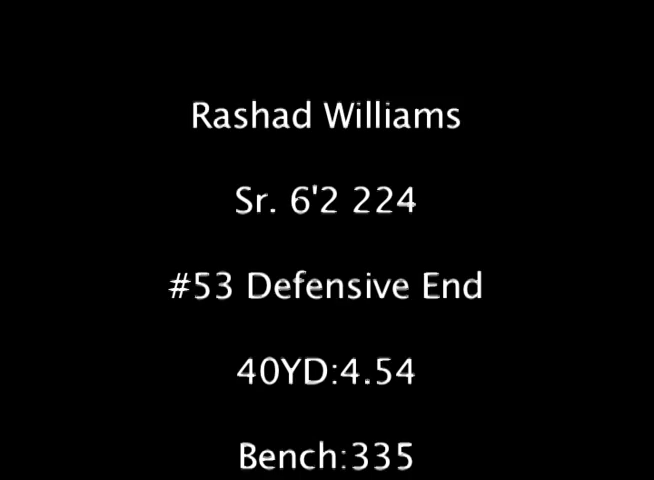 Rashad Williams
Sr. 6'2 224
#53 Defensive End
40YD:4.54
Bench:335